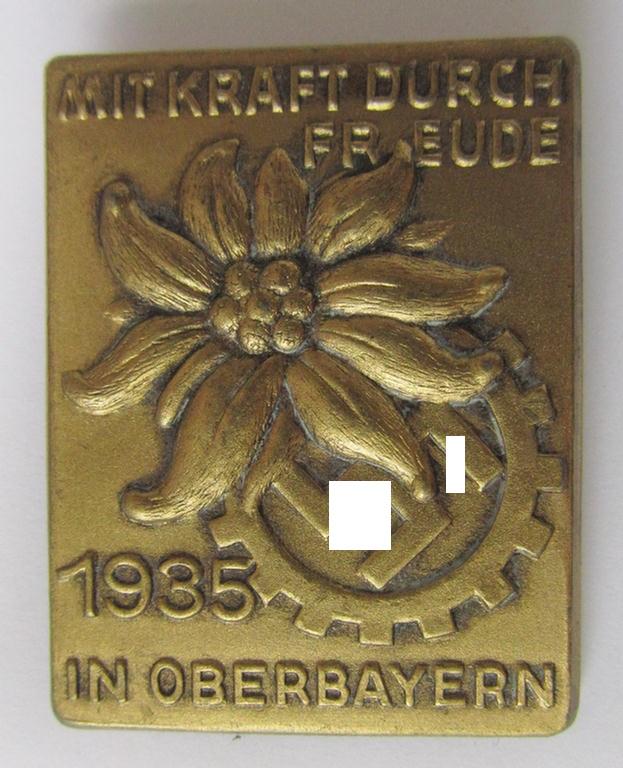 MIT KRAFT DURCH
FR EUDE
1935
IN OBERBAYERN